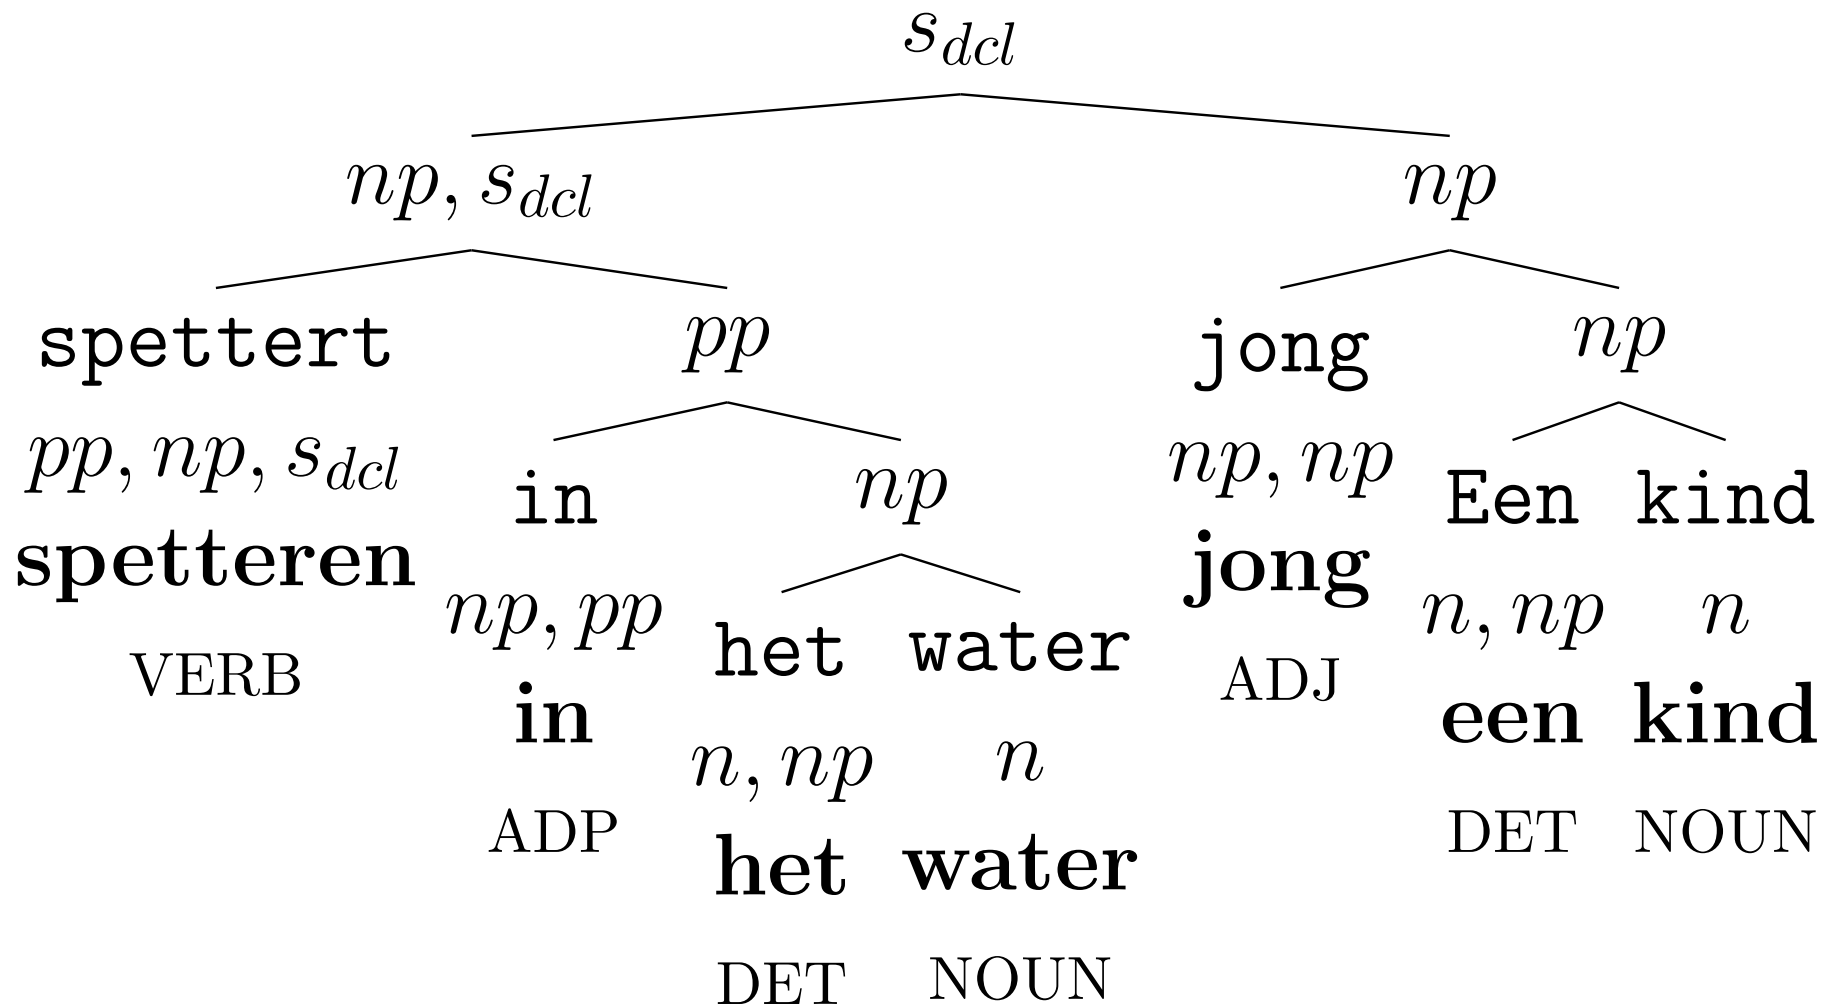 s_dcl
np, s_dcl np
spettert pp jong np
pp, np, s_dcl in np np, np Een kind
spetteren np, pp het water jong n, np n
VERB in n, np n ADJ een kind
ADP het water DET NOUN
DET NOUN